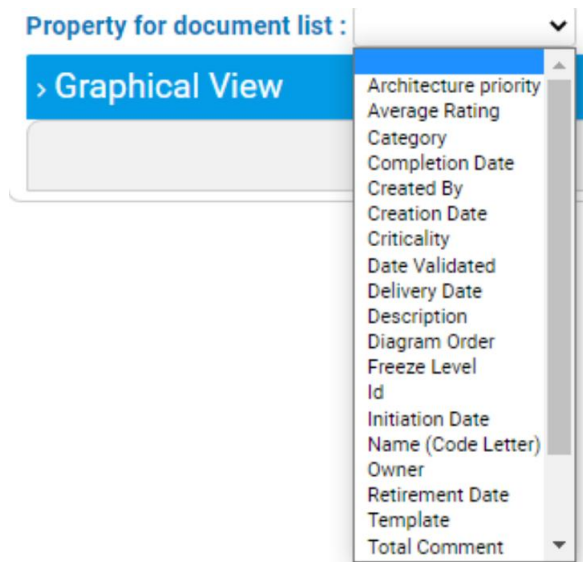 Property for document list :
› Graphical View
Architecture priority
Average Rating
Category
Completion Date
Created By
Creation Date
Criticality
Date Validated
Delivery Date
Description
Diagram Order
Freeze Level
Id
Initiation Date
Name (Code Letter)
Owner
Retirement Date
Template
Total Comment